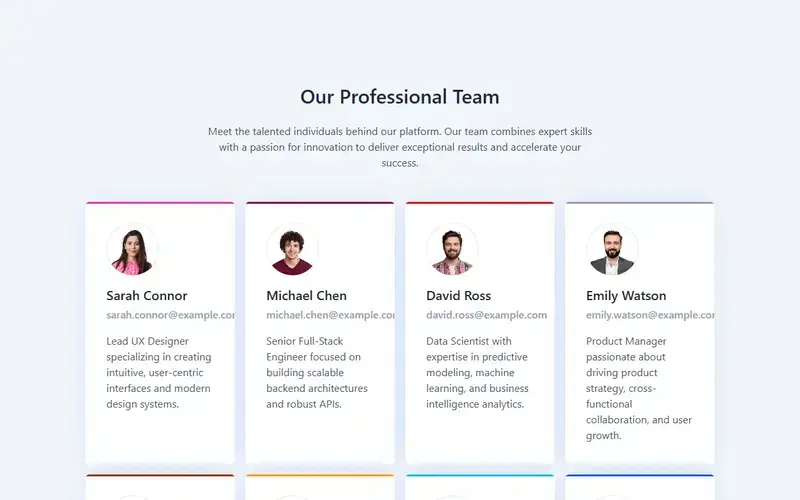 Our Professional Team
Meet the talented individuals behind our platform. Our team combines expert skills
with a passion for innovation to deliver exceptional results and accelerate your
success.
Sarah Connor
sarah.connor@example.cor
Lead UX Designer
specializing in creating
intuitive, user-centric
interfaces and modern
design systems.
Michael Chen
michael.chen@example.con
Senior Full-Stack
Engineer focused on
building scalable
backend architectures
and robust APIs.
David Ross
david.ross@example.com
Data Scientist with
expertise in predictive
modeling, machine
learning, and business
intelligence analytics.
Emily Watson
emily.watson@example.con
Product Manager
passionate about
driving product
strategy, cross-
functional
collaboration, and user
growth.